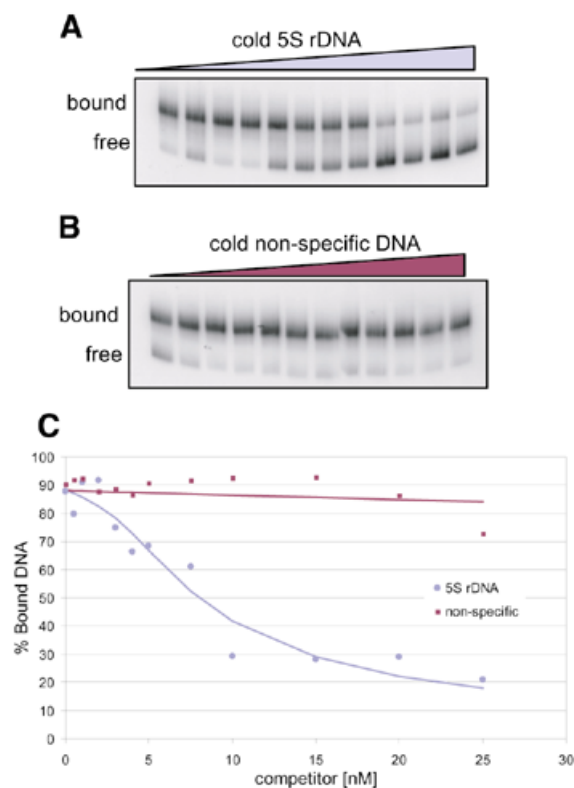 A
cold 5S rDNA
bound
free
B
cold non-specific DNA
bound
free
C
100
90
80
70
60
50
40
30
20
10
0
% Bound DNA
5S rDNA
non-specific
0 5 10 15 20 25 30
competitor [nM]